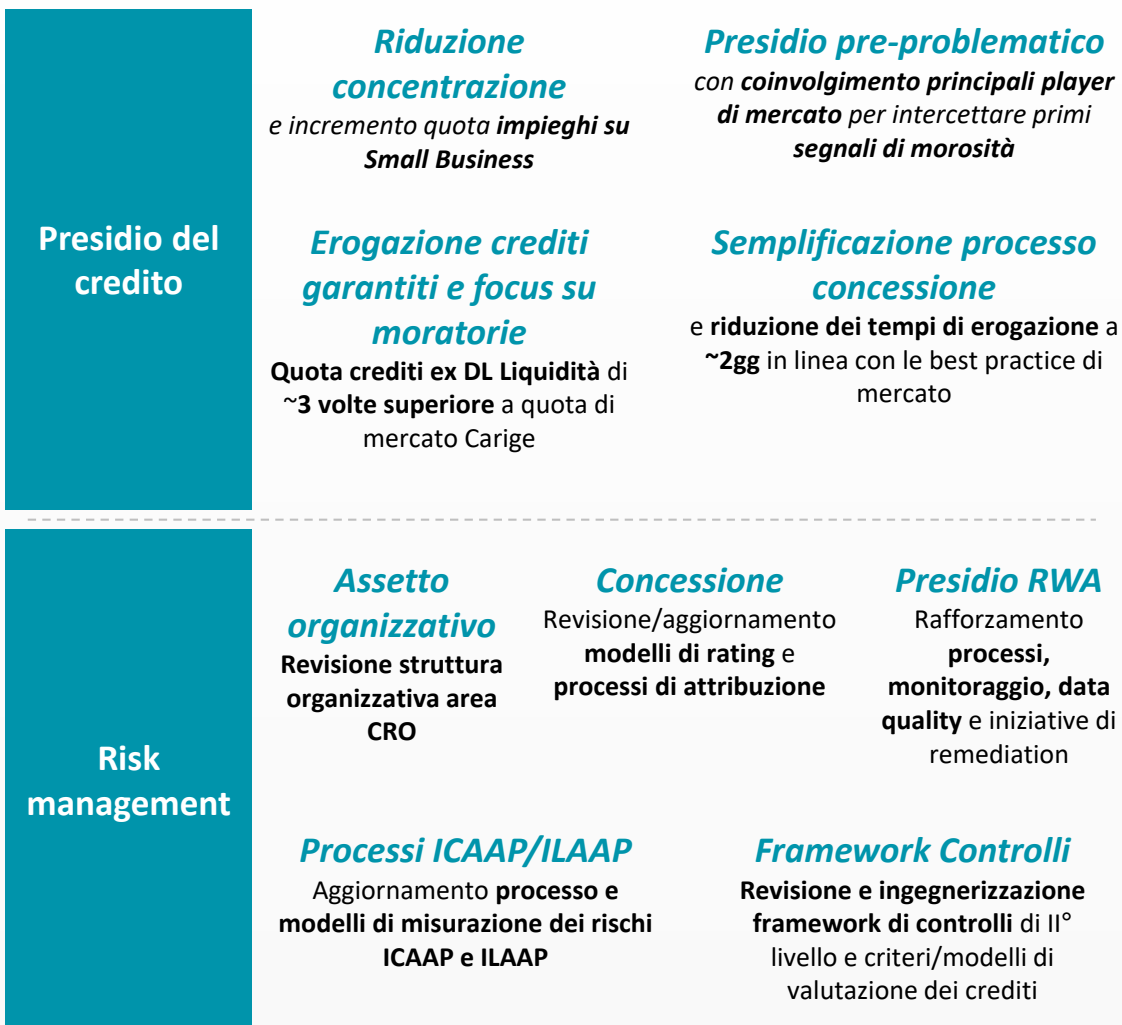 Presidio del
credito
Riduzione
concentrazione
e incremento quota impieghi su
Small Business
Presidio pre-problematico
con coinvolgimento principali player
di mercato per intercettare primi
segnali di morosità
Erogazione crediti
garantiti e focus su
moratorie
Quota crediti ex DL Liquidità di
~3 volte superiore a quota di
mercato Carige
Semplificazione processo
concessione
e riduzione dei tempi di erogazione a
~2gg in linea con le best practice di
mercato
Risk
management
Assetto
organizzativo
Revisione struttura
organizzativa area
CRO
Concessione
Revisione/aggiornamento
modelli di rating e
processi di attribuzione
Presidio RWA
Rafforzamento
processi,
monitoraggio, data
quality e iniziative di
remediation
Processi ICAAP/ILAAP
Aggiornamento processo e
modelli di misurazione dei rischi
ICAAP e ILAAP
Framework Controlli
Revisione e ingegnerizzazione
framework di controlli di II°
livello e criteri/modelli di
valutazione dei crediti